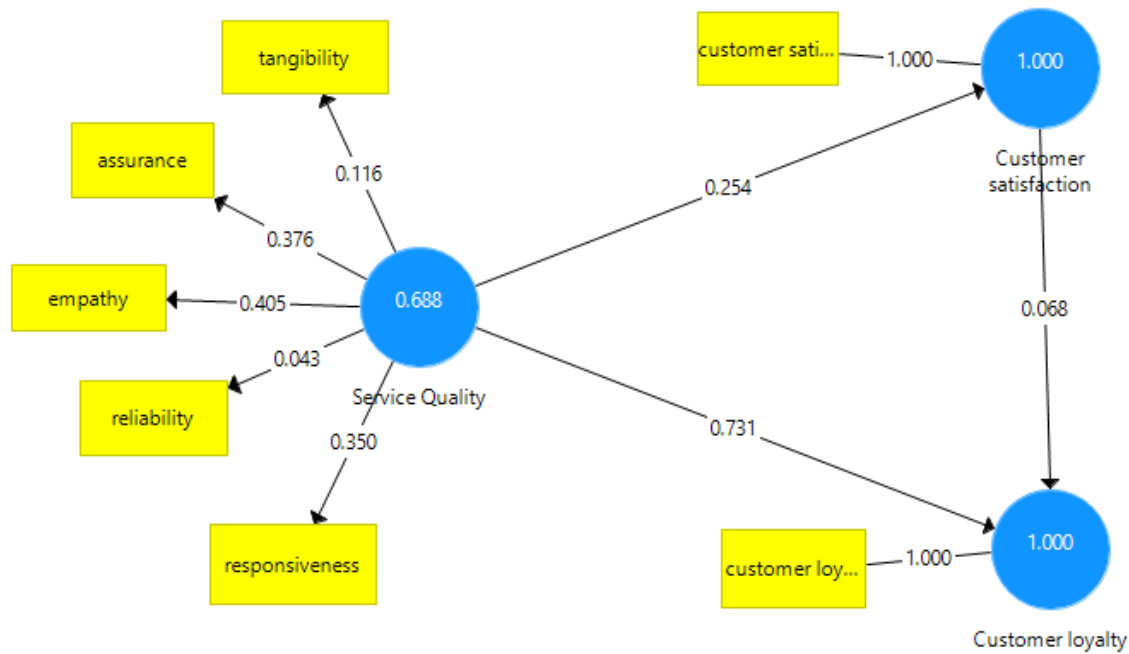 tangibility
customer sati...
1.000
1.000
assurance
0.116
Customer
satisfaction
0.254
0.376
empathy
0.405
0.688
0.068
0.043
Service Quality
reliability
0.350
0.731
responsiveness
customer loy...
1.000
1.000
Customer loyalty